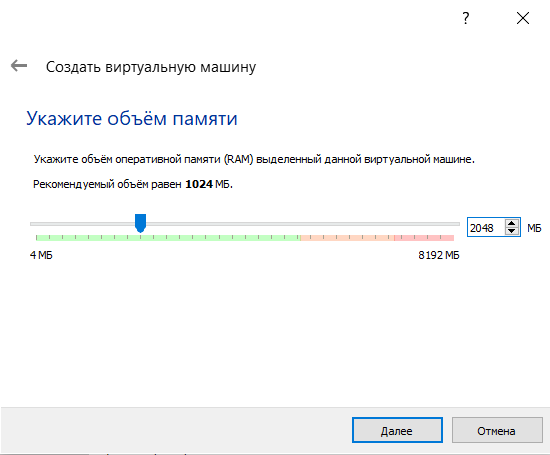 ?
Создать виртуальную машину
Укажите объём памяти
Укажите объём оперативной памяти (RAM) выделенный данной виртуальной машине.
Рекомендуемый объём равен 1024 МБ.
2048 МБ
4 МБ 8192 МБ
Далее Отмена